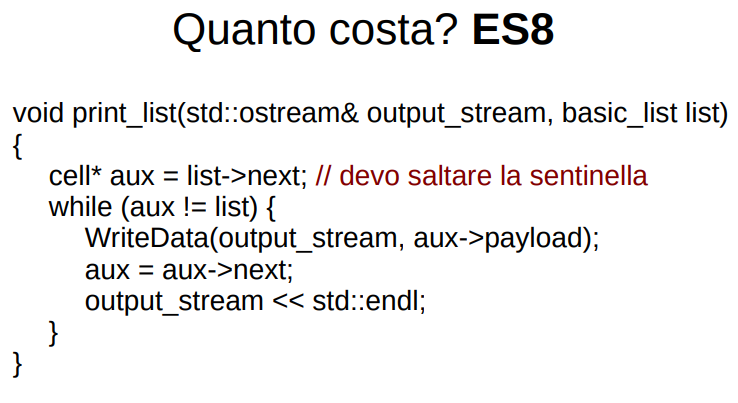 Quanto costa? ES8
void print_list(std::ostream& output_stream, basic_list list)
{
cell* aux = list->next; // devo saltare la sentinella
while (aux != list) {
WriteData(output_stream, aux->payload);
aux = aux->next;
output_stream << std::endl;
}
}